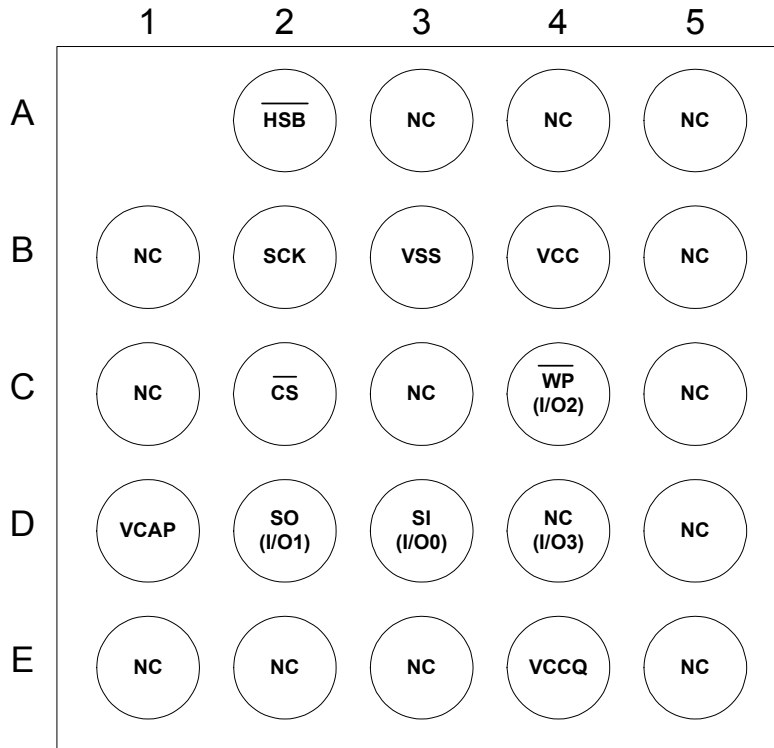 1 2 3 4 5
A HSB NC NC NC
B NC SCK VSS VCC NC
C NC CS NC WP (I/O2) NC
D VCAP SO (I/O1) SI (I/O0) NC (I/O3) NC
E NC NC NC VCCQ NC